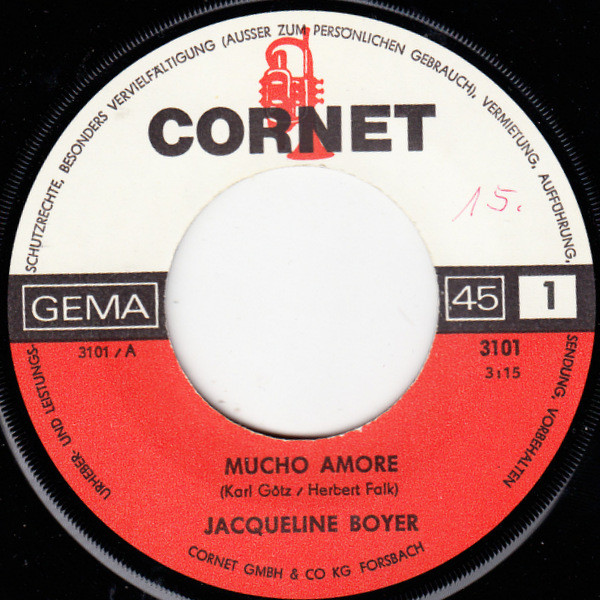 URHEBER- UND LEISTUNGS-SCHUTZRECHTE, BESONDERS VERVIELFÄLTIGUNG (AUSSER ZUM PERSÖNLICHEN GEBRAUCH), VERMIETUNG, AUFFÜHRUNG, SENDUNG, VORBEHALTEN
CORNET
15.
GEMA 45 1
3101/A 3101
3:15
MUCHO AMORE
(Karl Götz / Herbert Falk)
JACQUELINE BOYER
CORNET GMBH & CO KG FORSBACH